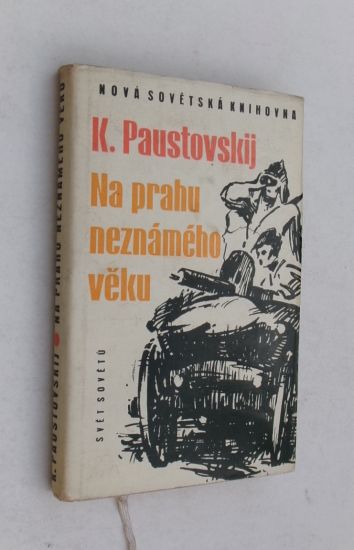 NOVÁ SOVĚTSKÁ KNIHOVNA
K. Paustovskij
Na prahu
neznámého
věku
SVĚT SOVĚTŮ
K. PAUSTOVSKIJ ● NA PRAHU NEZNÁMÉHO VĚKU